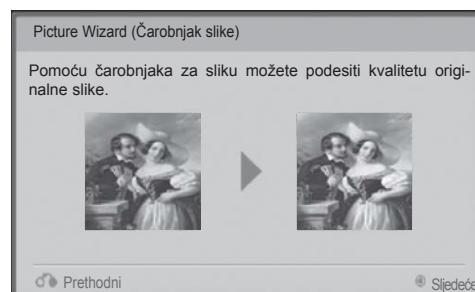 Picture Wizard (Čarobnjak slike)
Pomoću čarobnjaka za sliku možete podesiti kvalitetu origi-
nalne slike.
Prethodni
Sljedeće